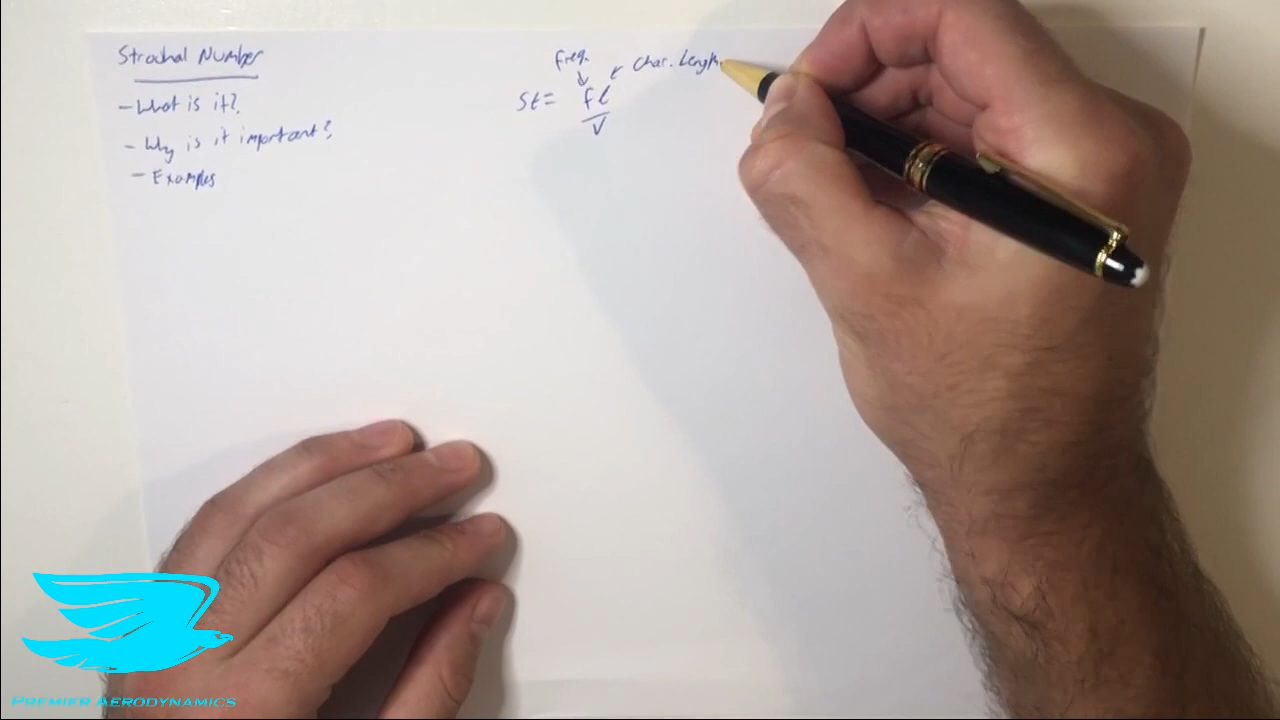 Strouhal Number
- What is it?
- Why is it important?
- Examples
freq. Char. Length
St = fl
V
PREMIER AERODYNAMICS